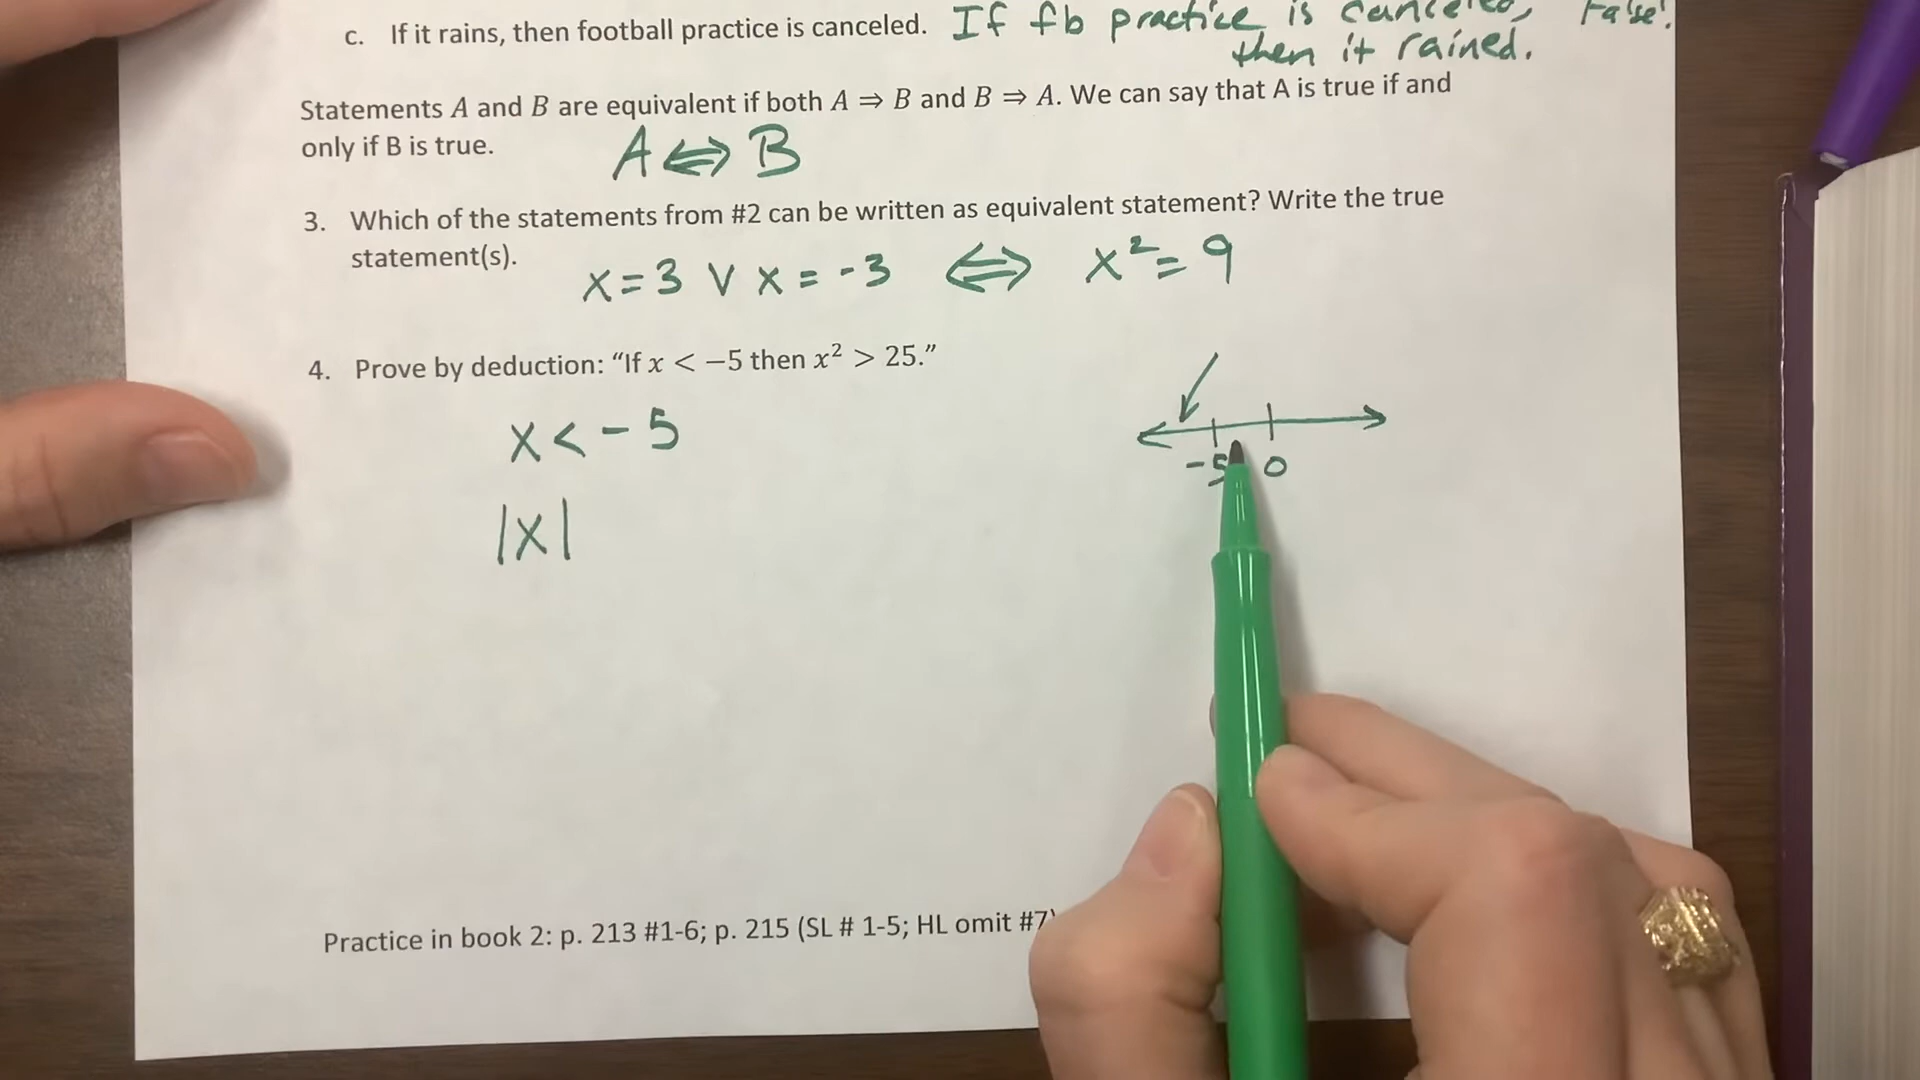 c. If it rains, then football practice is canceled. If fb practice is canceled, False!
then it rained.
Statements A and B are equivalent if both A ⇒ B and B ⇒ A. We can say that A is true if and
only if B is true.
A ⇔ B
3. Which of the statements from #2 can be written as equivalent statement? Write the true
statement(s).
x = 3 ∨ x = -3 ⇔ x² = 9
4. Prove by deduction: “If x < −5 then x² > 25.”
x < -5
-5 0
|x|
Practice in book 2: p. 213 #1-6; p. 215 (SL # 1-5; HL omit #7)